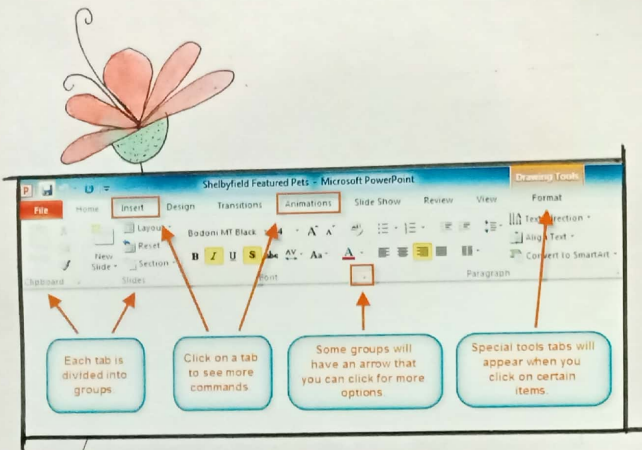 Shelbyfield Featured Pets - Microsoft PowerPoint
Drawing Tools
File Home Insert Design Transitions Animations Slide Show Review View Format
Layout
Bodoni MT Black
Text Direction
Reset
Align Text
New
Slide
Section
B I U S abc AV Aa A
Convert to SmartArt
Clipboard Slides Font Paragraph
Each tab is
divided into
groups.
Click on a tab
to see more
commands.
Some groups will
have an arrow that
you can click for more
options.
Special tools tabs will
appear when you
click on certain
items.